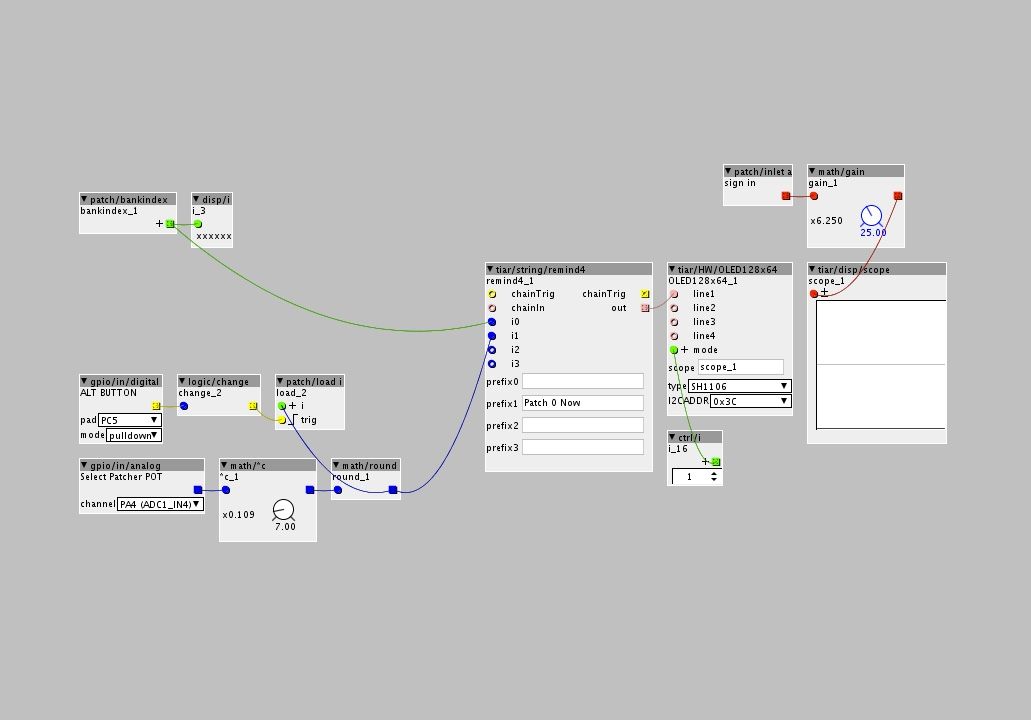 patch/inlet a
sign in
math/gain
gain_1
x6.250
25.00
patch/bankindex
bankindex_1
+
disp/i
i_3
xxxxxx
tiar/string/remind4
remind4_1
chainTrig chainTrig
chainIn out
i0
i1
i2
i3
prefix0
prefix1 Patch 0 Now
prefix2
prefix3
tiar/HW/OLED128x64
OLED128x64_1
line1
line2
line3
line4
+ mode
scope scope_1
type SH1106
I2CADDR 0x3C
tiar/disp/scope
scope_1
±
gpio/in/digital
ALT BUTTON
pad PC5
mode pulldown
logic/change
change_2
patch/load i
load_2
+ i
trig
ctrl/i
i_16
+
1
gpio/in/analog
Select Patcher POT
channel PA4 (ADC1_IN4)
math/*c
*c_1
x0.109
7.00
math/round
round_1